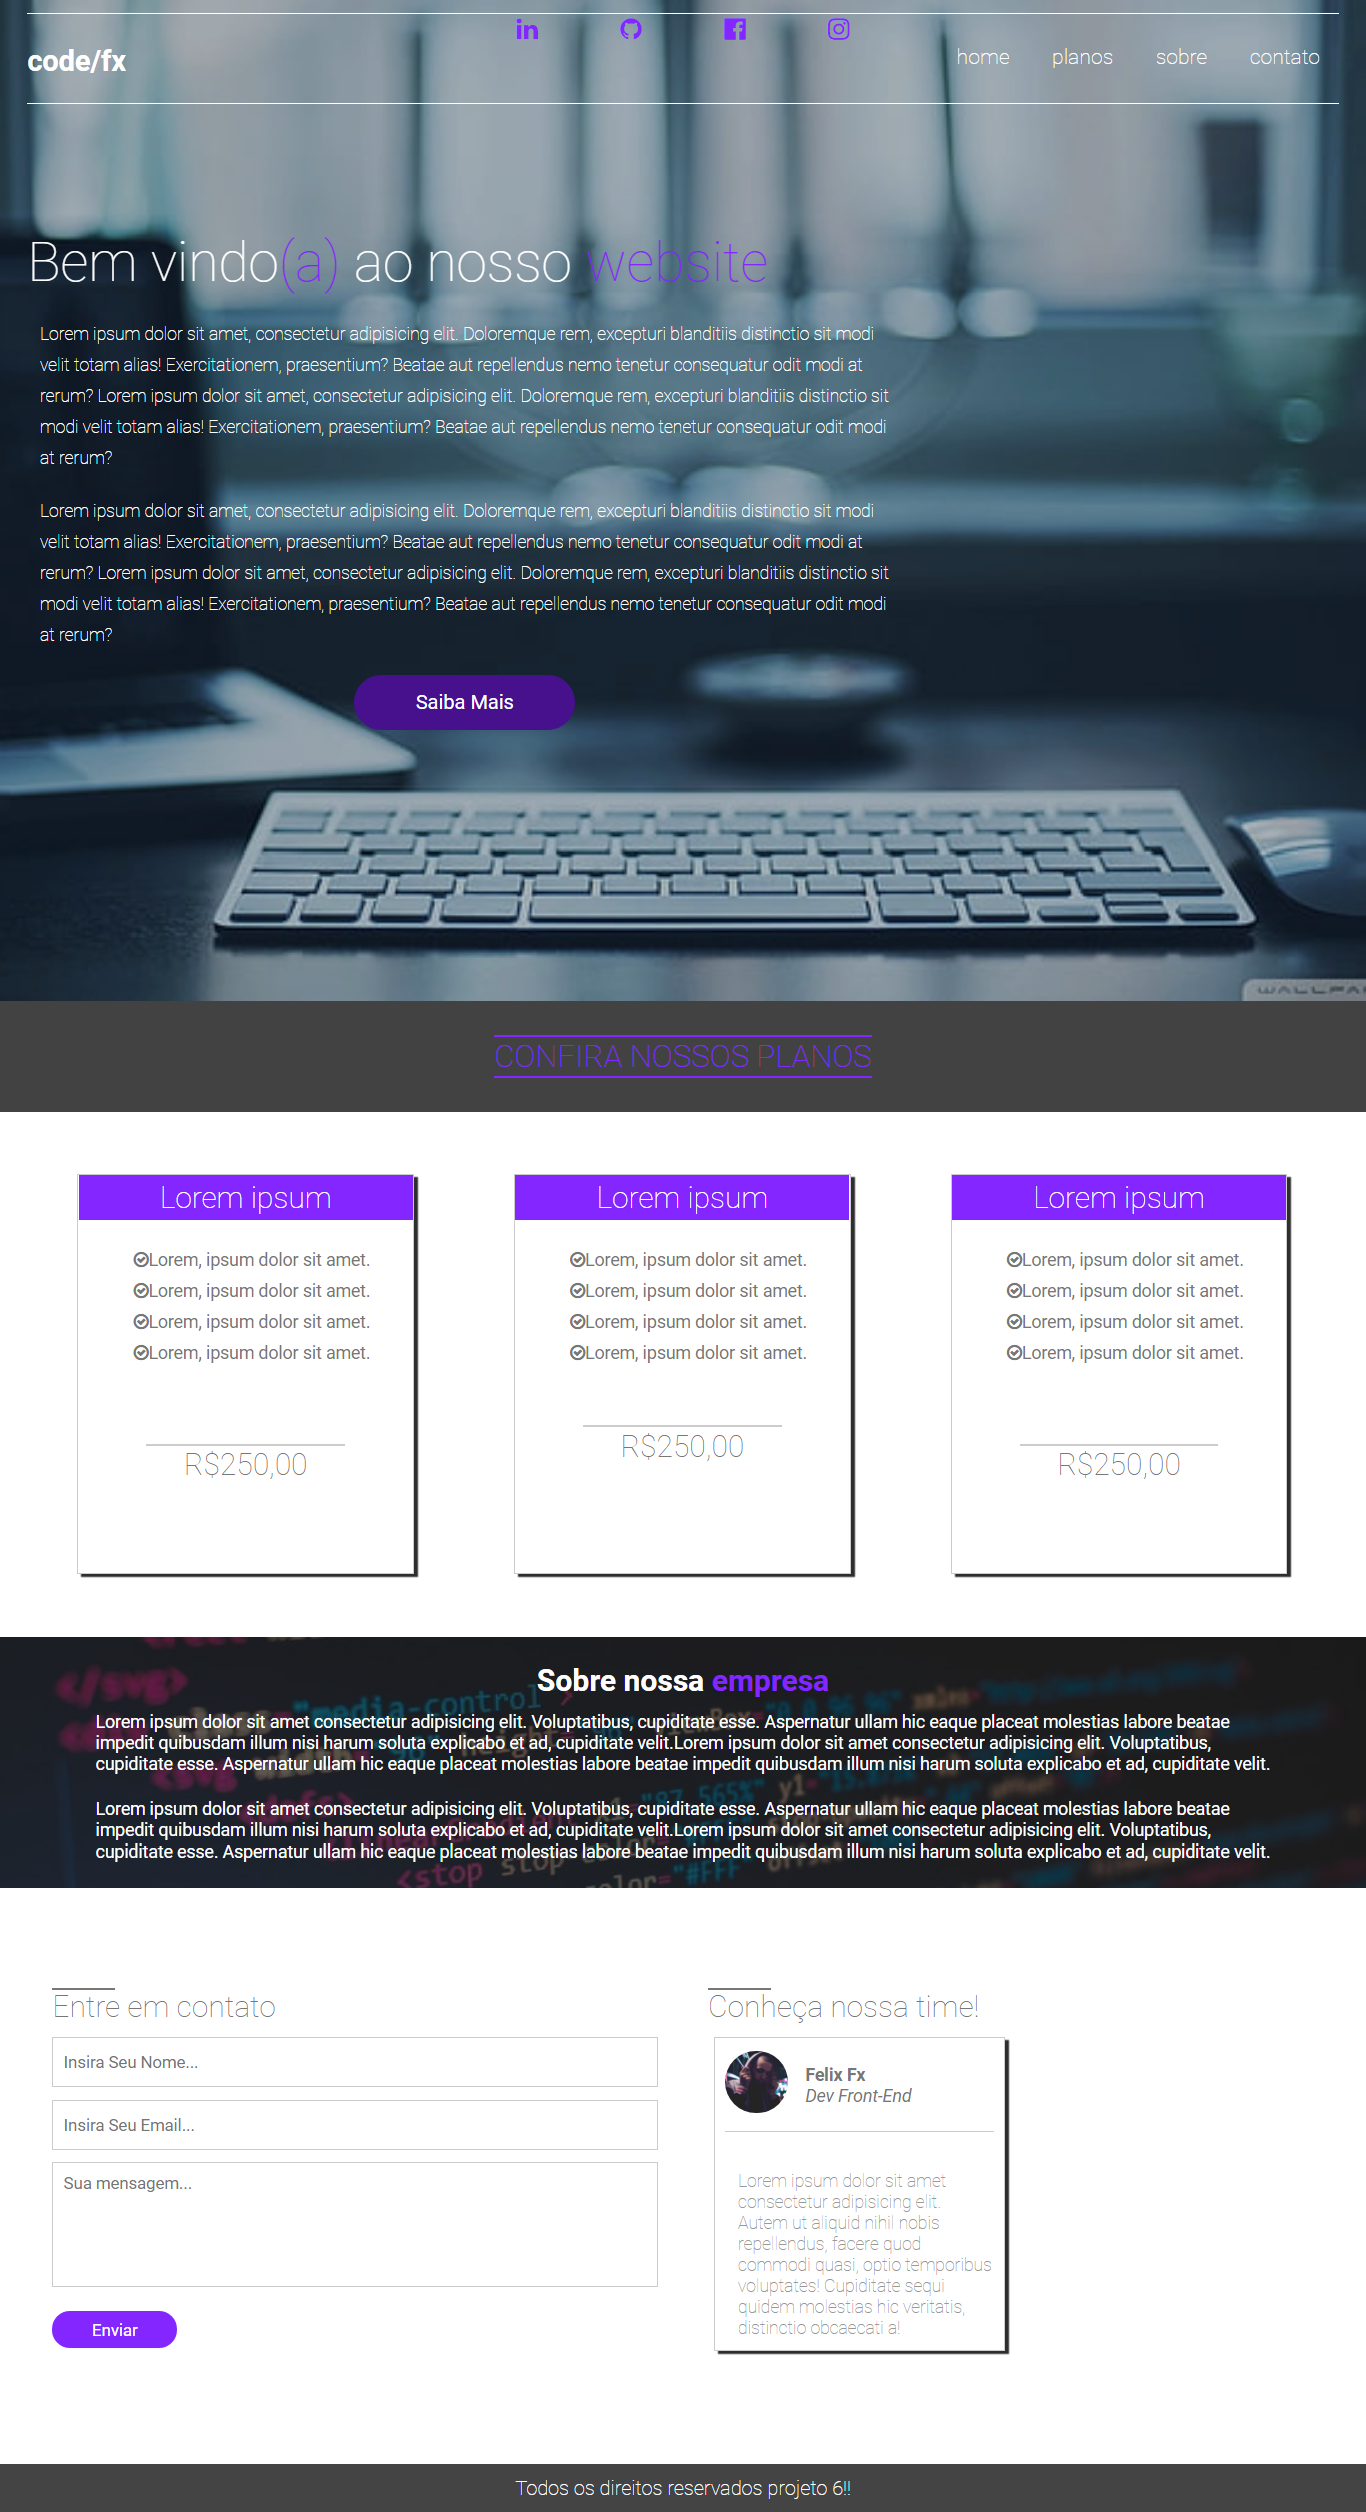 code/fx
home planos sobre contato
Bem vindo(a) ao nosso website
Lorem ipsum dolor sit amet, consectetur adipisicing elit. Doloremque rem, excepturi blanditiis distinctio sit modi
velit totam alias! Exercitationem, praesentium? Beatae aut repellendus nemo tenetur consequatur odit modi at
rerum? Lorem ipsum dolor sit amet, consectetur adipisicing elit. Doloremque rem, excepturi blanditiis distinctio sit
modi velit totam alias! Exercitationem, praesentium? Beatae aut repellendus nemo tenetur consequatur odit modi
at rerum?
Lorem ipsum dolor sit amet, consectetur adipisicing elit. Doloremque rem, excepturi blanditiis distinctio sit modi
velit totam alias! Exercitationem, praesentium? Beatae aut repellendus nemo tenetur consequatur odit modi at
rerum? Lorem ipsum dolor sit amet, consectetur adipisicing elit. Doloremque rem, excepturi blanditiis distinctio sit
modi velit totam alias! Exercitationem, praesentium? Beatae aut repellendus nemo tenetur consequatur odit modi
at rerum?
Saiba Mais
CONFIRA NOSSOS PLANOS
Lorem ipsum
Lorem, ipsum dolor sit amet.
Lorem, ipsum dolor sit amet.
Lorem, ipsum dolor sit amet.
Lorem, ipsum dolor sit amet.
R$250,00
Lorem ipsum
Lorem, ipsum dolor sit amet.
Lorem, ipsum dolor sit amet.
Lorem, ipsum dolor sit amet.
Lorem, ipsum dolor sit amet.
R$250,00
Lorem ipsum
Lorem, ipsum dolor sit amet.
Lorem, ipsum dolor sit amet.
Lorem, ipsum dolor sit amet.
Lorem, ipsum dolor sit amet.
R$250,00
Sobre nossa empresa
Lorem ipsum dolor sit amet consectetur adipisicing elit. Voluptatibus, cupiditate esse. Aspernatur ullam hic eaque placeat molestias labore beatae
impedit quibusdam illum nisi harum soluta explicabo et ad, cupiditate velit.Lorem ipsum dolor sit amet consectetur adipisicing elit. Voluptatibus,
cupiditate esse. Aspernatur ullam hic eaque placeat molestias labore beatae impedit quibusdam illum nisi harum soluta explicabo et ad, cupiditate velit.
Lorem ipsum dolor sit amet consectetur adipisicing elit. Voluptatibus, cupiditate esse. Aspernatur ullam hic eaque placeat molestias labore beatae
impedit quibusdam illum nisi harum soluta explicabo et ad, cupiditate velit.Lorem ipsum dolor sit amet consectetur adipisicing elit. Voluptatibus,
cupiditate esse. Aspernatur ullam hic eaque placeat molestias labore beatae impedit quibusdam illum nisi harum soluta explicabo et ad, cupiditate velit.
Entre em contato
Insira Seu Nome...
Insira Seu Email...
Sua mensagem...
Enviar
Conheça nossa time!
Felix Fx
Dev Front-End
Lorem ipsum dolor sit amet
consectetur adipisicing elit.
Autem ut aliquid nihil nobis
repellendus, facere quod
commodi quasi, optio temporibus
voluptates! Cupiditate sequi
quidem molestias hic veritatis,
distinctio obcaecati a!
Todos os direitos reservados projeto 6!!